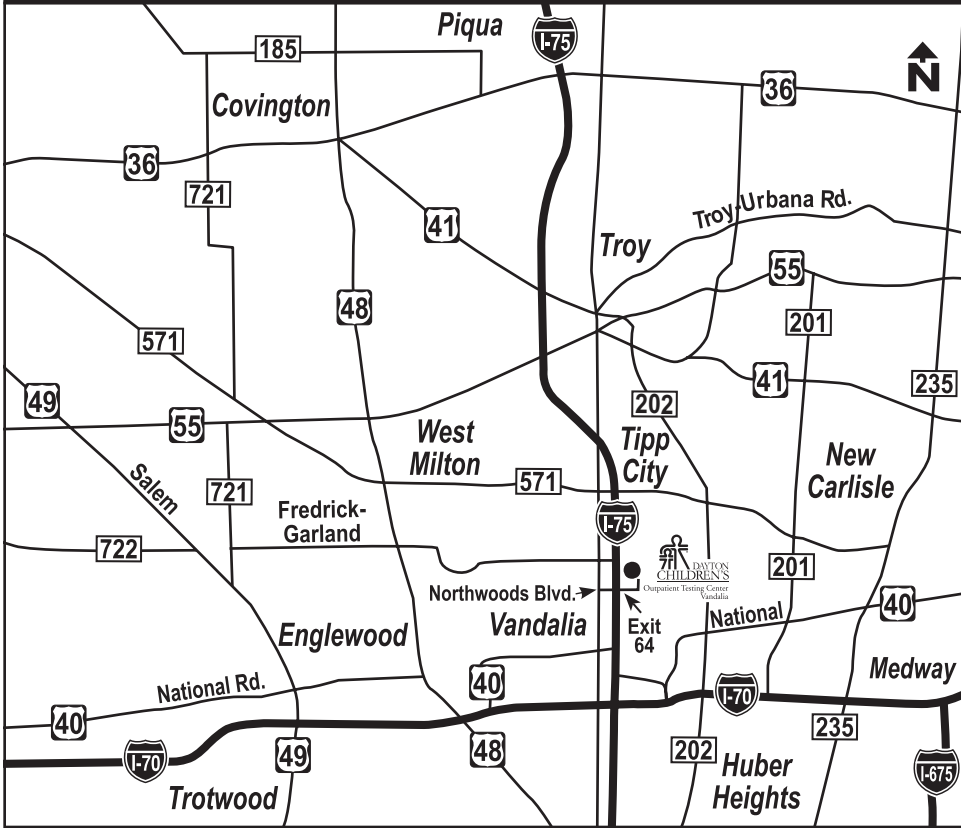 Piqua
I-75
185
N
36
Covington
36
721
41
Troy-Urbana Rd.
Troy
55
48
201
571
41
235
49
202
55
West
Milton
Tipp
City
New
Carlisle
Salem
721
571
Fredrick-
Garland
I-75
722
DAYTON
CHILDREN'S
Outpatient Testing Center
Vandalia
201
Northwoods Blvd.
40
National
Vandalia
Exit
64
Englewood
Medway
40
National Rd.
I-70
40
235
49
48
202
I-70
Huber
Heights
I-675
Trotwood